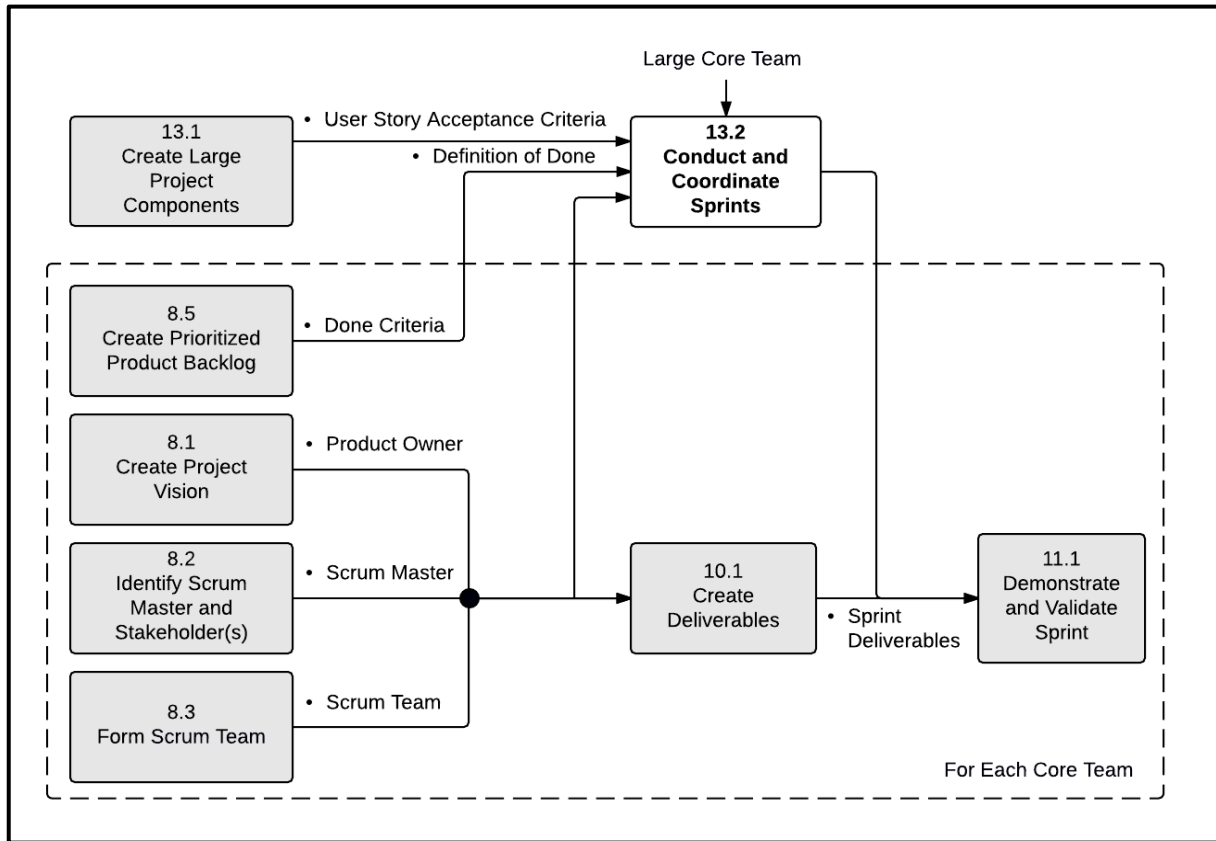 Large Core Team
13.1
Create Large
Project
Components
• User Story Acceptance Criteria
• Definition of Done
13.2
Conduct and
Coordinate
Sprints
8.5
Create Prioritized
Product Backlog
• Done Criteria
8.1
Create Project
Vision
• Product Owner
8.2
Identify Scrum
Master and
Stakeholder(s)
• Scrum Master
10.1
Create
Deliverables
• Sprint
Deliverables
11.1
Demonstrate
and Validate
Sprint
8.3
Form Scrum Team
• Scrum Team
For Each Core Team